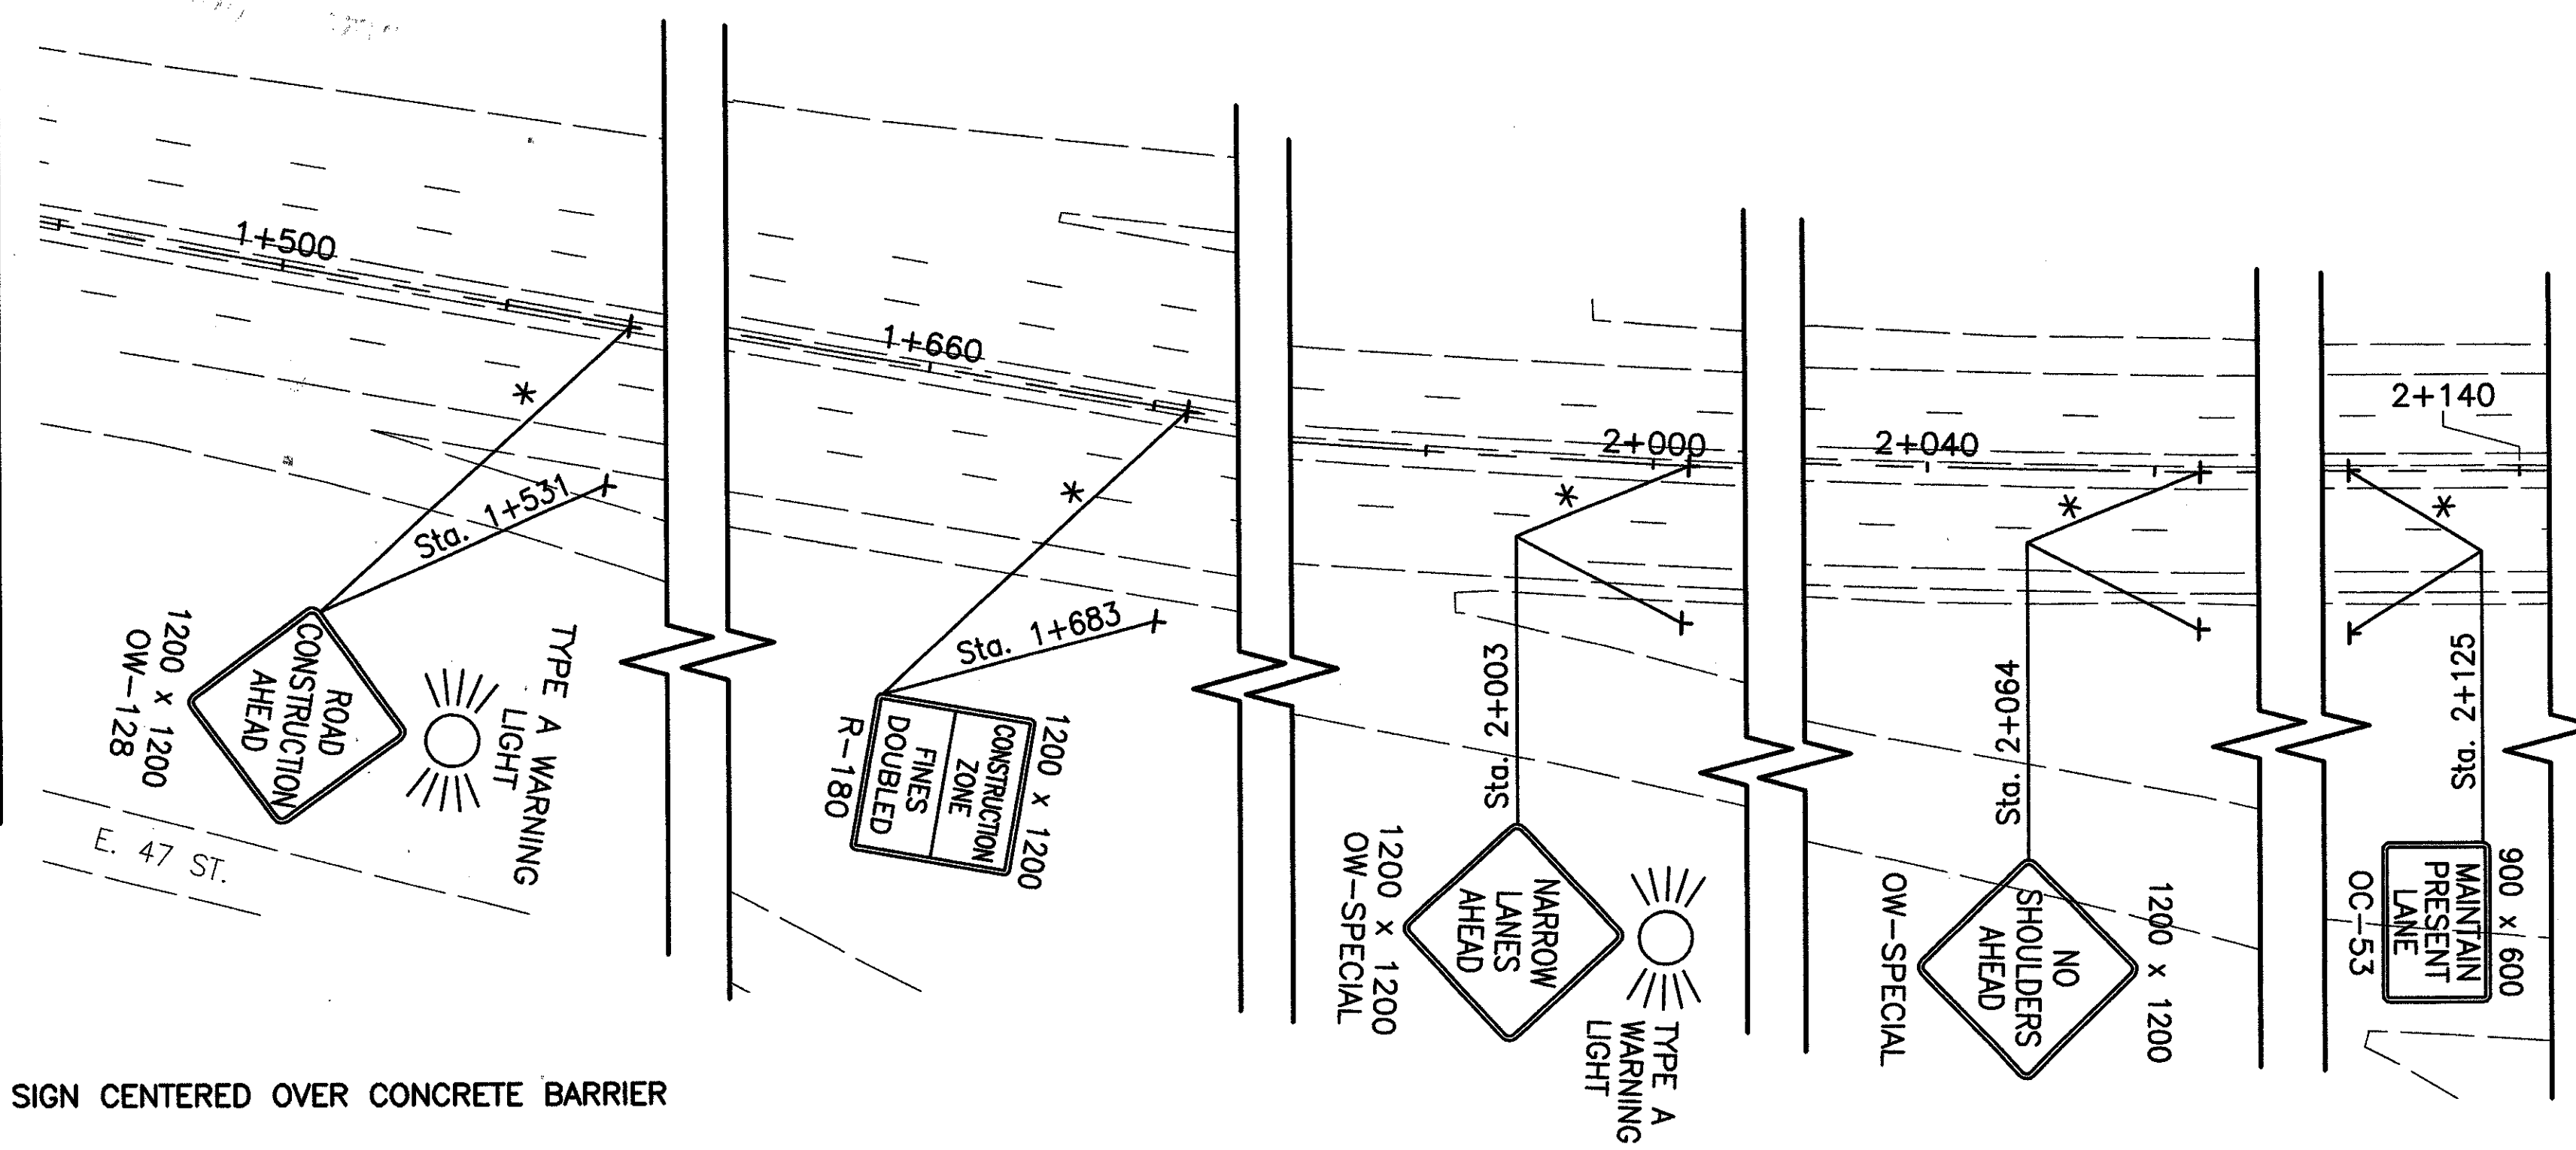 1+500
*
Sta. 1+531
ROAD
CONSTRUCTION
AHEAD
1200 x 1200
OW-128
TYPE A WARNING
LIGHT
E. 47 ST.
1+660
*
Sta. 1+683
1200 x 1200
CONSTRUCTION
ZONE
FINES
DOUBLED
R-180
2+000
*
Sta. 2+003
NARROW
LANES
AHEAD
1200 x 1200
OW-SPECIAL
TYPE A
WARNING
LIGHT
2+040
*
Sta. 2+064
1200 x 1200
NO
SHOULDERS
AHEAD
OW-SPECIAL
2+140
*
Sta. 2+125
900 x 600
MAINTAIN
PRESENT
LANE
OC-53
SIGN CENTERED OVER CONCRETE BARRIER